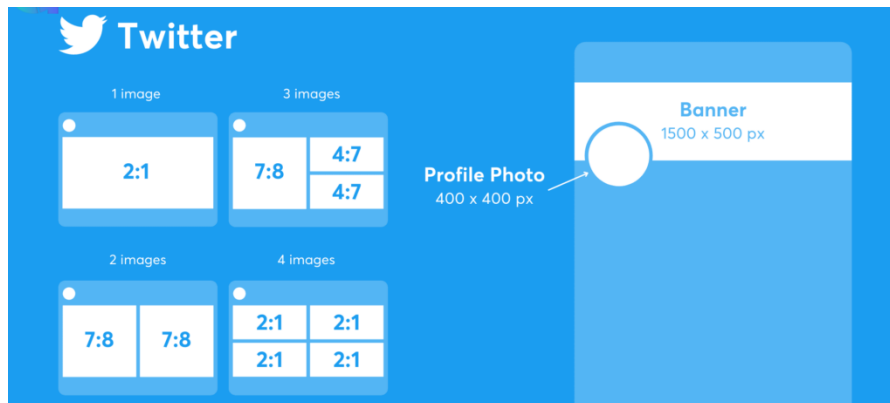 Twitter
1 image
3 images
2:1
7:8
4:7
4:7
2 images
4 images
7:8
7:8
2:1
2:1
2:1
2:1
Profile Photo
400 x 400 px
Banner
1500 x 500 px